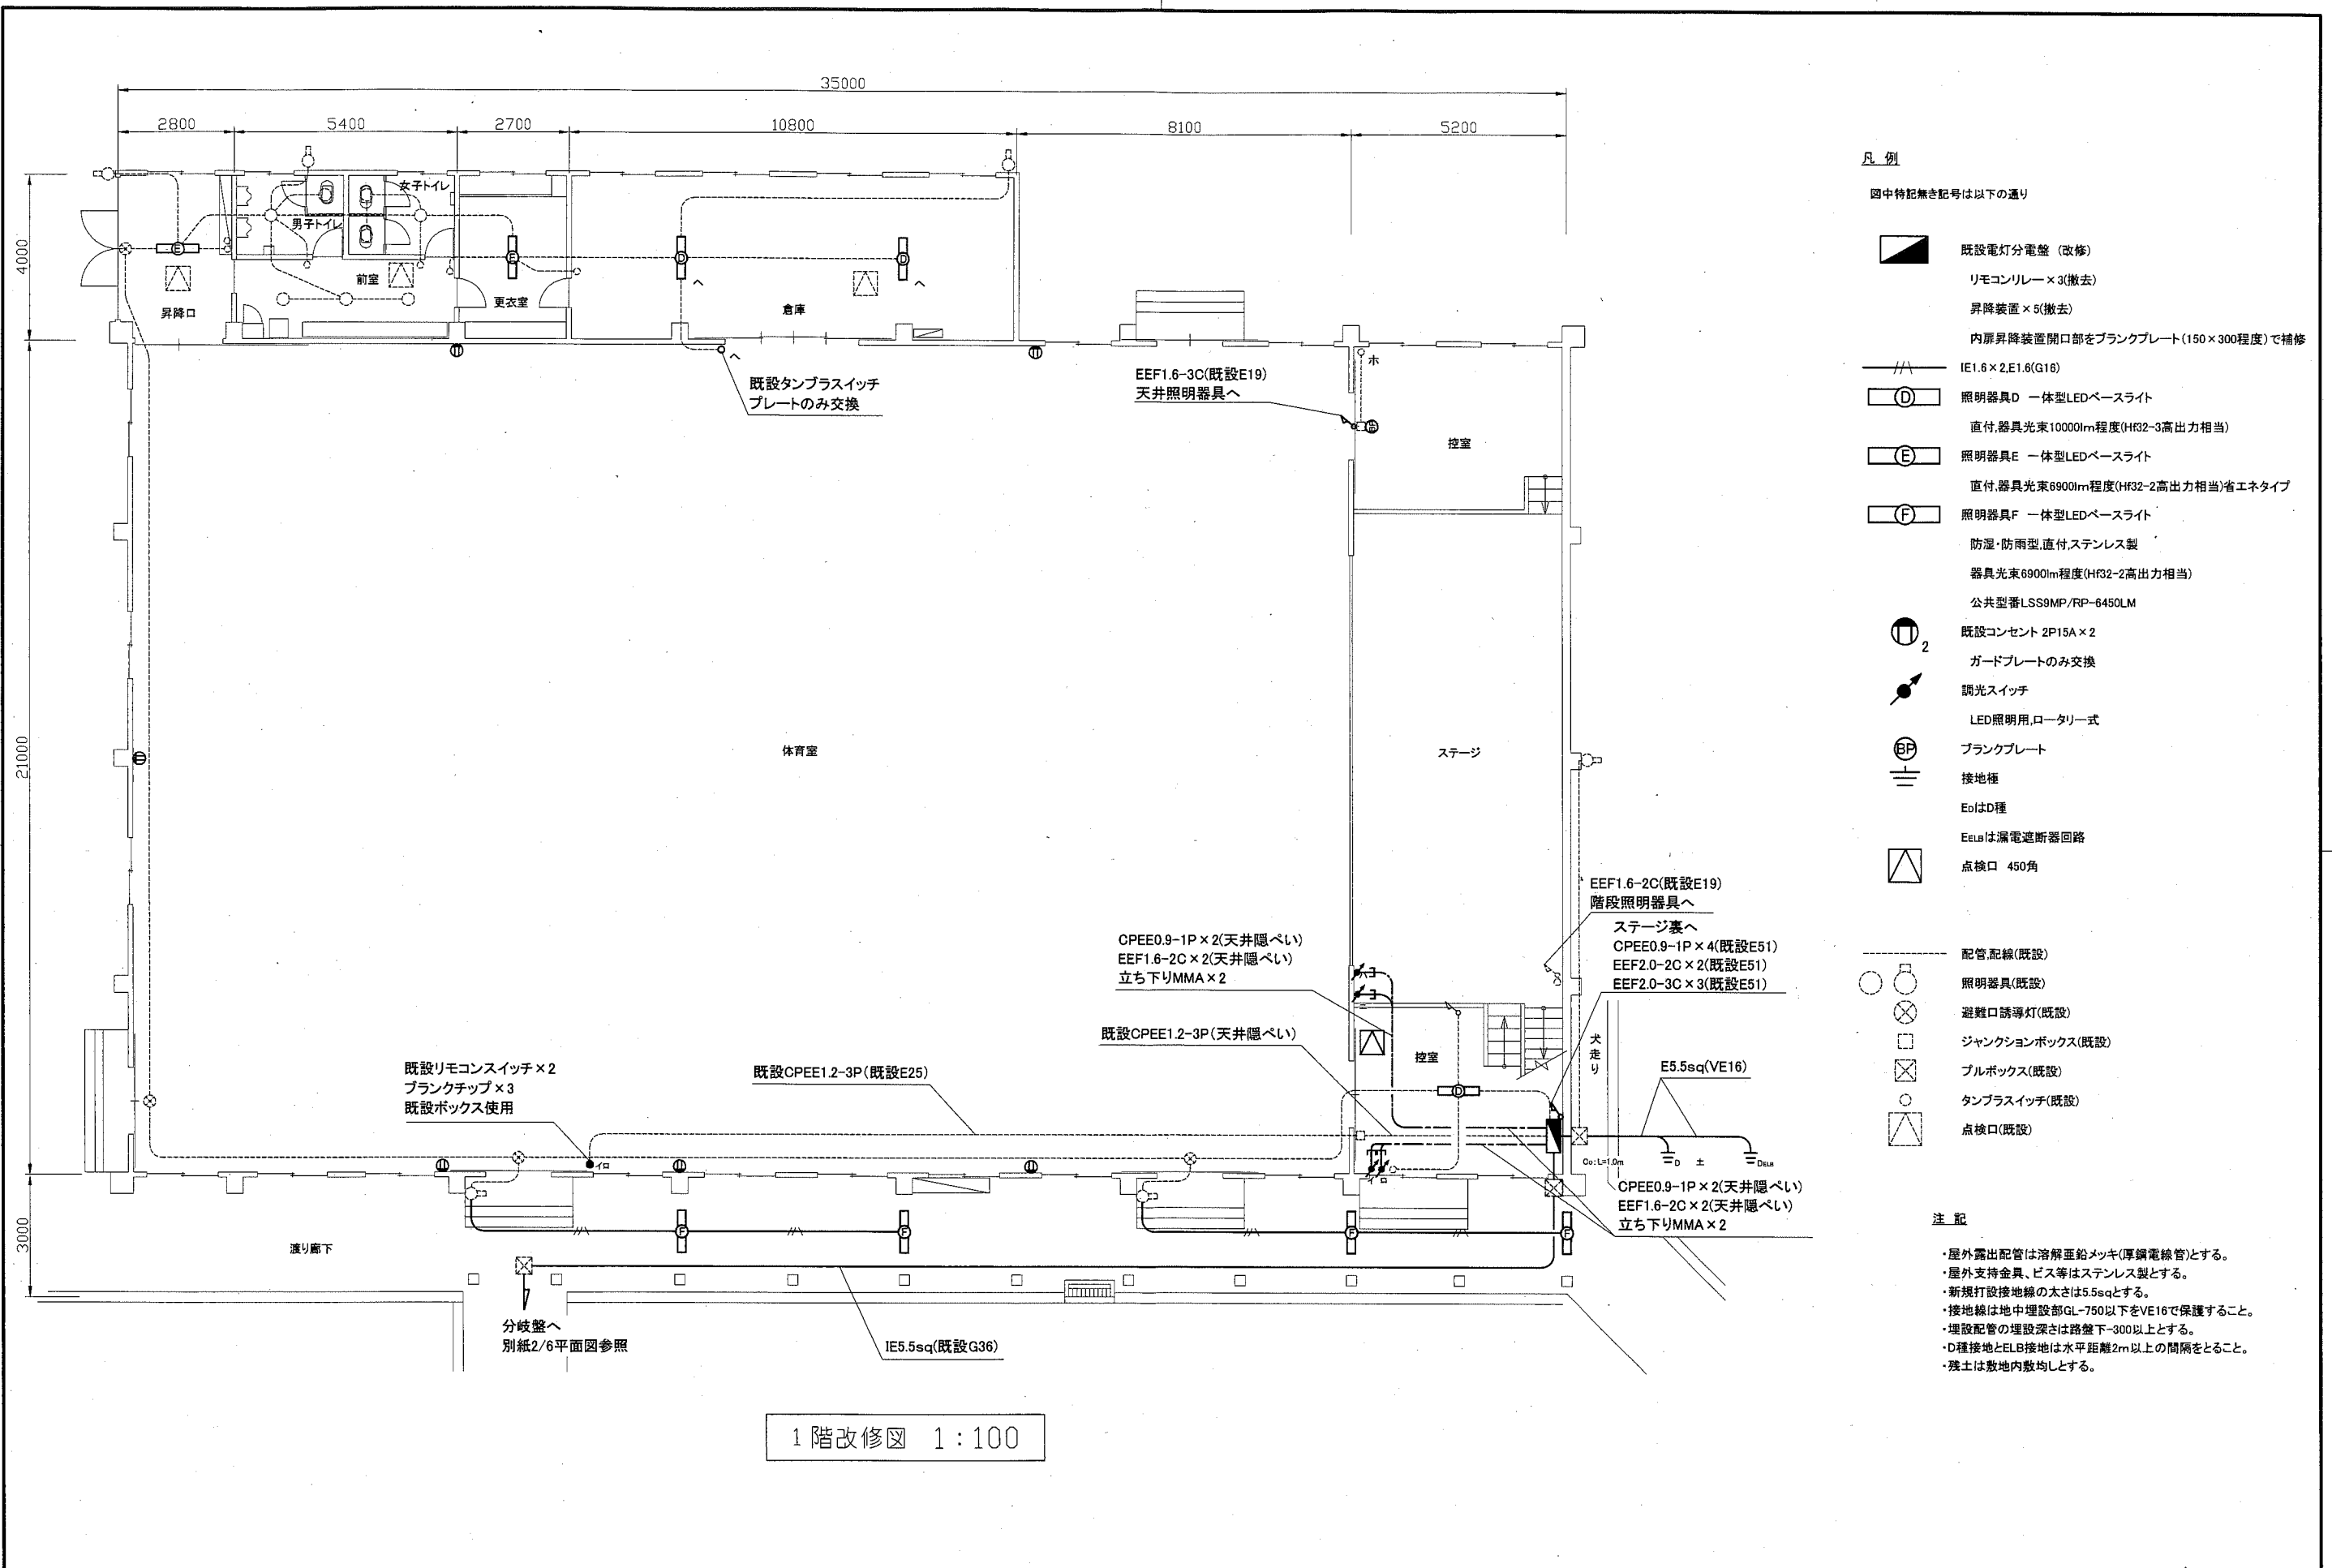 35000
2800
5400
2700
10800
8100
5200
4000
21000
3000
女子トイレ
男子トイレ
前室
昇降口
更衣室
倉庫
ヘ
ヘ
ヘ
既設タンブラスイッチ
プレートのみ交換
EEF1.6-3C(既設E19)
天井照明器具へ
ホ
控室
体育室
ステージ
EEF1.6-2C(既設E19)
階段照明器具へ
ステージ裏へ
CPEE0.9-1P×4(既設E51)
EEF2.0-2C×2(既設E51)
EEF2.0-3C×3(既設E51)
CPEE0.9-1P×2(天井隠ぺい)
EEF1.6-2C×2(天井隠ぺい)
立ち下りMMA×2
既設CPEE1.2-3P(天井隠ぺい)
控室
犬走り
E5.5sq(VE16)
既設リモコンスイッチ×2
ブランクチップ×3
既設ボックス使用
既設CPEE1.2-3P(既設E25)
イロ
イ ロ
D
E
D
D
E
D
F
F
F
F
Co:L=1.0m
D
土
DELB
CPEE0.9-1P×2(天井隠ぺい)
EEF1.6-2C×2(天井隠ぺい)
立ち下りMMA×2
渡り廊下
分岐盤へ
別紙2/6平面図参照
IE5.5sq(既設G36)
1階改修図 1:100
凡 例
図中特記無き記号は以下の通り
既設電灯分電盤 (改修)
リモコンリレー×3(撤去)
昇降装置×5(撤去)
内扉昇降装置開口部をブランクプレート(150×300程度)で補修
IE1.6×2,E1.6(G16)
D 照明器具D 一体型LEDベースライト
直付,器具光束10000lm程度(Hf32-3高出力相当)
E 照明器具E 一体型LEDベースライト
直付,器具光束6900lm程度(Hf32-2高出力相当)省エネタイプ
F 照明器具F 一体型LEDベースライト
防湿・防雨型,直付,ステンレス製
器具光束6900lm程度(Hf32-2高出力相当)
公共型番LSS9MP/RP-6450LM
2 既設コンセント 2P15A×2
ガードプレートのみ交換
調光スイッチ
LED照明用,ロータリー式
BP ブランクプレート
接地極
EDはD種
EELBは漏電遮断器回路
点検口 450角
配管,配線(既設)
照明器具(既設)
避難口誘導灯(既設)
ジャンクションボックス(既設)
プルボックス(既設)
タンブラスイッチ(既設)
点検口(既設)
注 記
・屋外露出配管は溶解亜鉛メッキ(厚鋼電線管)とする。
・屋外支持金具、ビス等はステンレス製とする。
・新規打設接地線の太さは5.5sqとする。
・接地線は地中埋設部GL-750以下をVE16で保護すること。
・埋設配管の埋設深さは路盤下-300以上とする。
・D種接地とELB接地は水平距離2m以上の間隔をとること。
・残土は敷地内敷均しとする。